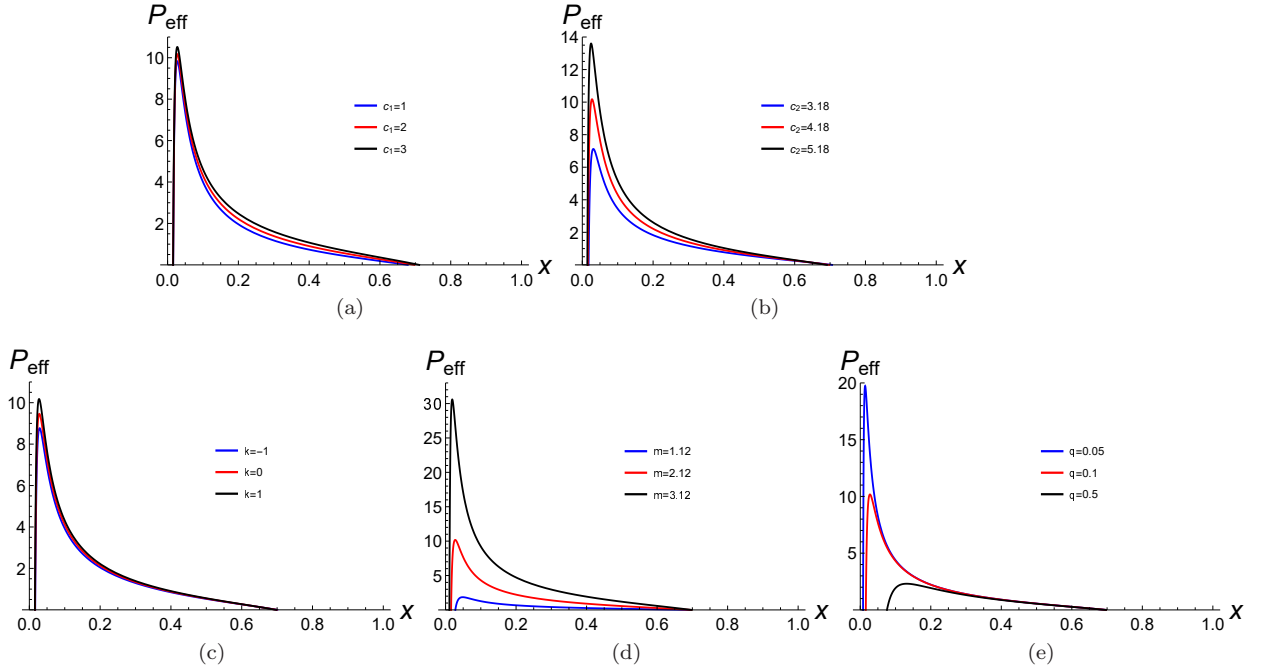 P_eff
10
8
6
4
2
0.0 0.2 0.4 0.6 0.8 1.0 x
c₁=1
c₁=2
c₁=3
(a)
P_eff
14
12
10
8
6
4
2
0.0 0.2 0.4 0.6 0.8 1.0 x
c₂=3.18
c₂=4.18
c₂=5.18
(b)
P_eff
10
8
6
4
2
0.0 0.2 0.4 0.6 0.8 1.0 x
k=-1
k=0
k=1
(c)
P_eff
30
25
20
15
10
5
0.0 0.2 0.4 0.6 0.8 1.0 x
m=1.12
m=2.12
m=3.12
(d)
P_eff
20
15
10
5
0.0 0.2 0.4 0.6 0.8 1.0 x
q=0.05
q=0.1
q=0.5
(e)